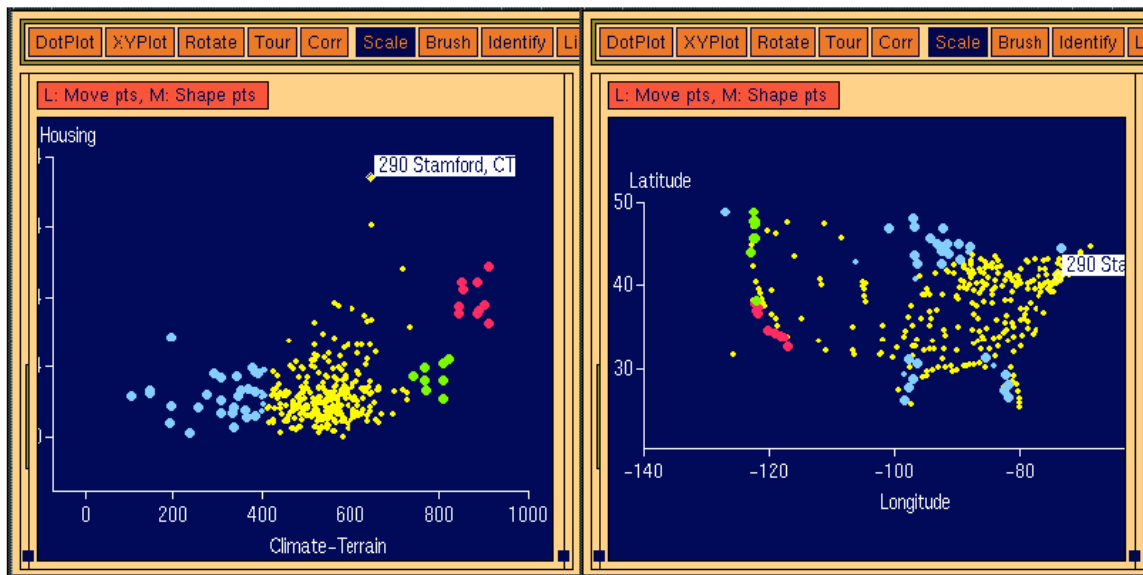 DotPlot XYPlot Rotate Tour Corr Scale Brush Identify Li
L: Move pts, M: Shape pts
Housing
290 Stamford, CT
0 200 400 600 800 1000
Climate-Terrain
DotPlot XYPlot Rotate Tour Corr Scale Brush Identify L
L: Move pts, M: Shape pts
Latitude
50
290 Sta
40
30
-140 -120 -100 -80
Longitude